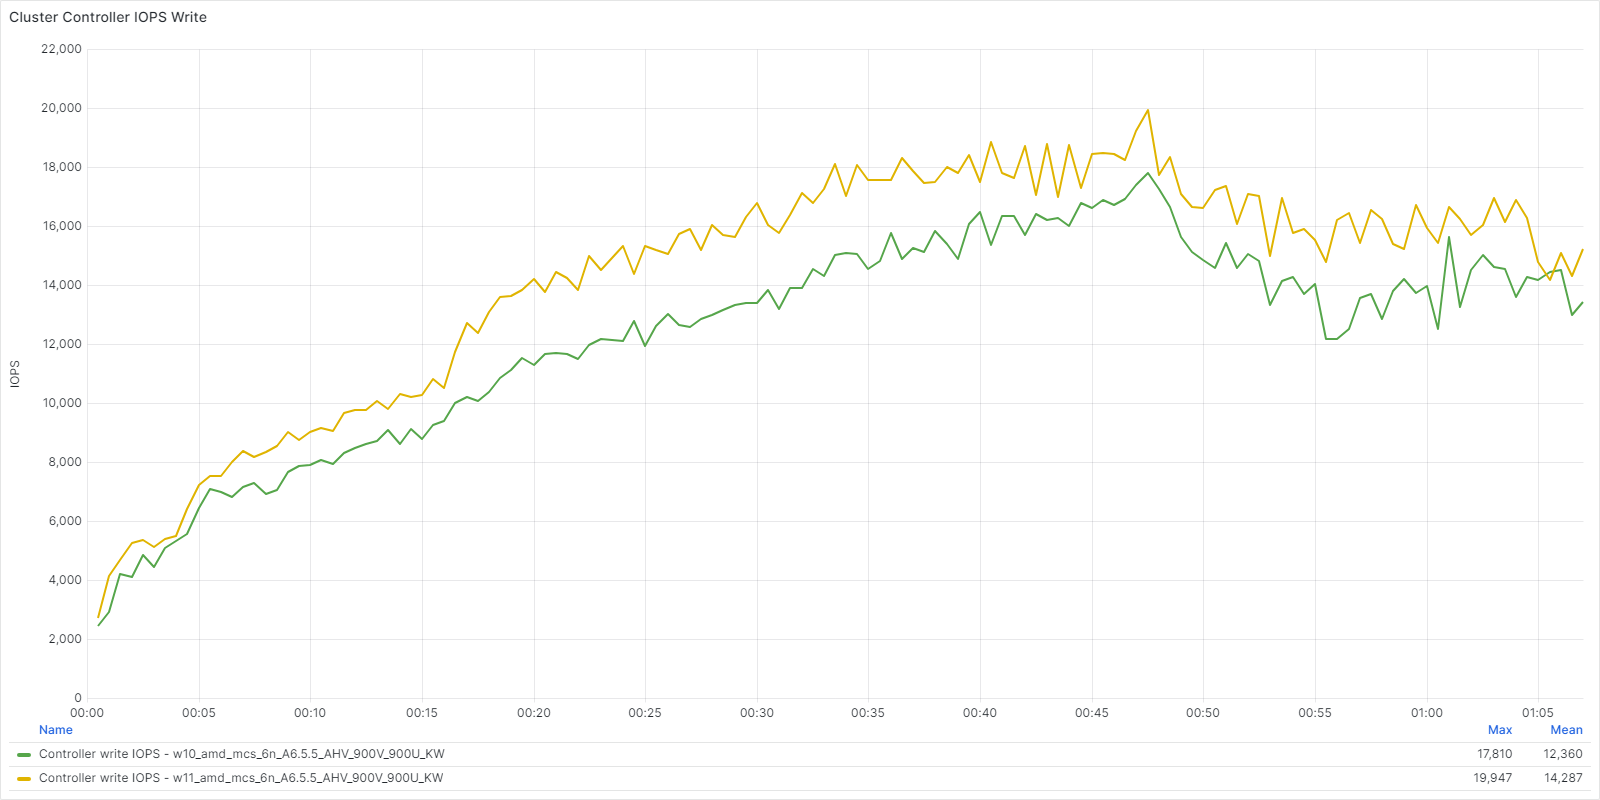 Cluster Controller IOPS Write
22,000
20,000
18,000
16,000
14,000
12,000
10,000
8,000
6,000
4,000
2,000
0
IOPS
00:00 00:05 00:10 00:15 00:20 00:25 00:30 00:35 00:40 00:45 00:50 00:55 01:00 01:05
Name Max Mean
Controller write IOPS - w10_amd_mcs_6n_A6.5.5_AHV_900V_900U_KW 17,810 12,360
Controller write IOPS - w11_amd_mcs_6n_A6.5.5_AHV_900V_900U_KW 19,947 14,287